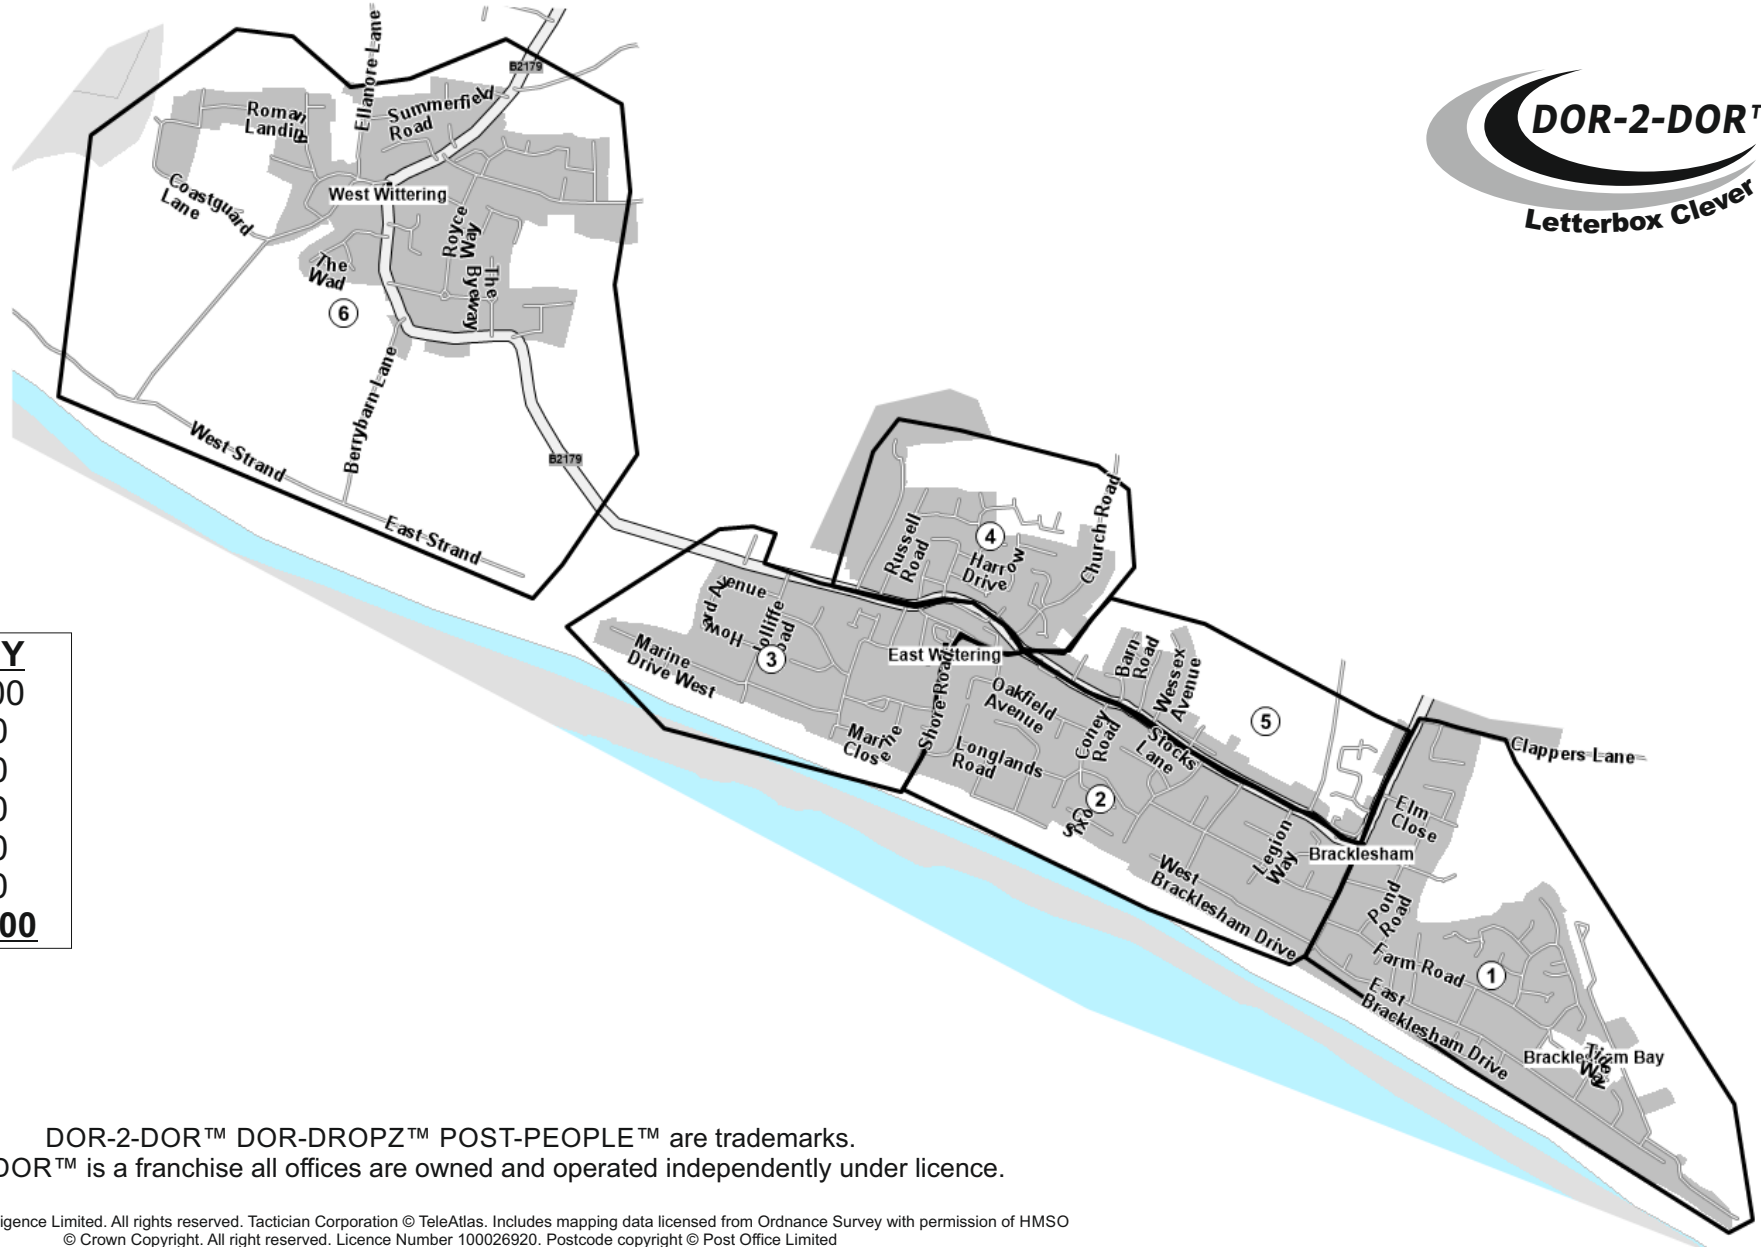 Ellanore Lane
B2179
Summerfield
Road
Roman
Landing
Coastguard
Lane
West Wittering
Royce
Way
The
Byeway
The
Wad
6
Berrybarn Lane
West Strand
East Strand
B2179
DOR-2-DOR
Letterbox Clever
Church Road
4
Russell
Road
Harrow
Drive
Howard Avenue
3
Marine
Drive West
East Wittering
Marine
Close
Shore Road
Oakfield
Avenue
Longlands
Road
Coney
Road
Barn
Road
Wessex
Avenue
Stocks
Lane
5
2
Clappers Lane
Elm
Close
Legion
Way
Bracklesham
West
Bracklesham Drive
Pond
Road
Farm Road
1
East
Bracklesham Drive
Bracklesham Bay
Y
00
0
0
0
0
0
00
DOR-2-DOR™ DOR-DROPZ™ POST-PEOPLE™ are trademarks.
DOR™ is a franchise all offices are owned and operated independently under licence.
igence Limited. All rights reserved. Tactician Corporation © TeleAtlas. Includes mapping data licensed from Ordnance Survey with permission of HMSO
© Crown Copyright. All right reserved. Licence Number 100026920. Postcode copyright © Post Office Limited